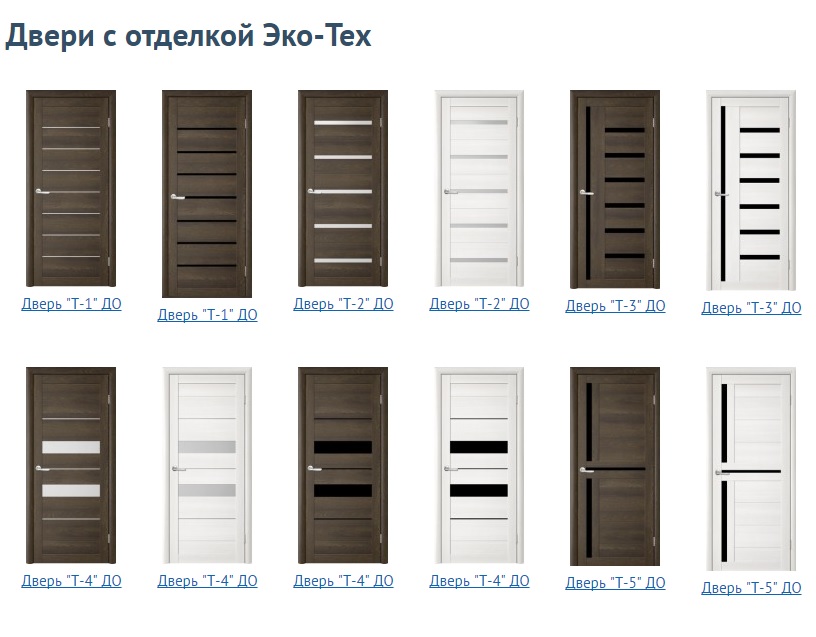 Двери с отделкой Эко-Тех
Дверь "Т-1" ДО
Дверь "Т-1" ДО
Дверь "Т-2" ДО
Дверь "Т-2" ДО
Дверь "Т-3" ДО
Дверь "Т-3" ДО
Дверь "Т-4" ДО
Дверь "Т-4" ДО
Дверь "Т-4" ДО
Дверь "Т-4" ДО
Дверь "Т-5" ДО
Дверь "Т-5" ДО